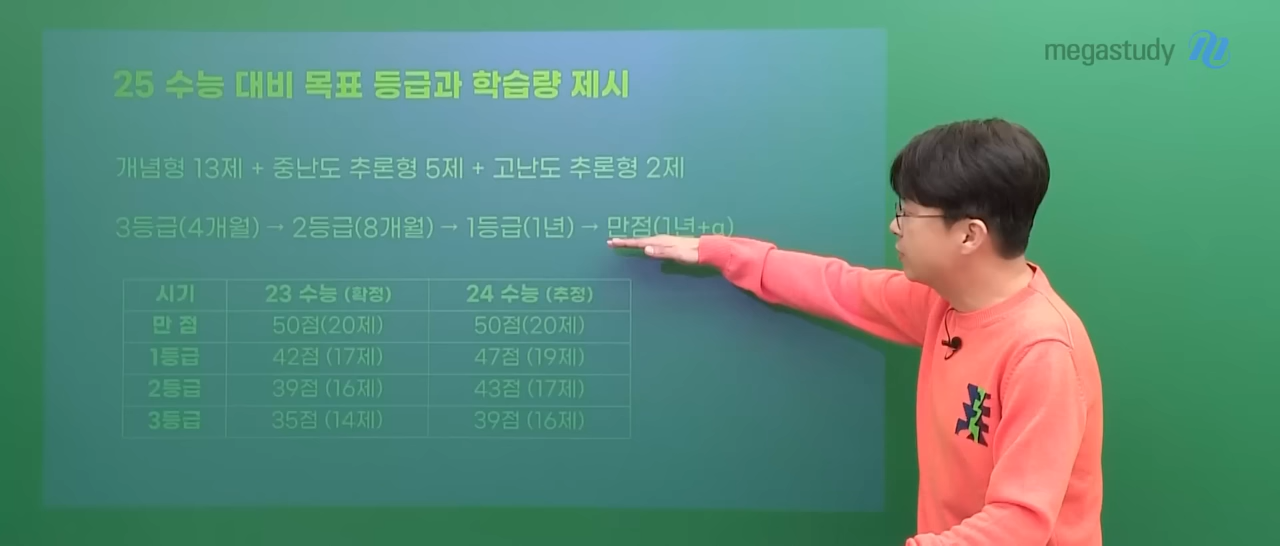 megastudy
25 수능 대비 목표 등급과 학습량 제시
개념형 13제 + 중난도 추론형 5제 + 고난도 추론형 2제
3등급(4개월) → 2등급(8개월) → 1등급(1년) → 만점(1년+α)
시기 23 수능 (확정) 24 수능 (추정)
만 점 50점(20제) 50점(20제)
1등급 42점 (17제) 47점 (19제)
2등급 39점 (16제) 43점 (17제)
3등급 35점 (14제) 39점 (16제)